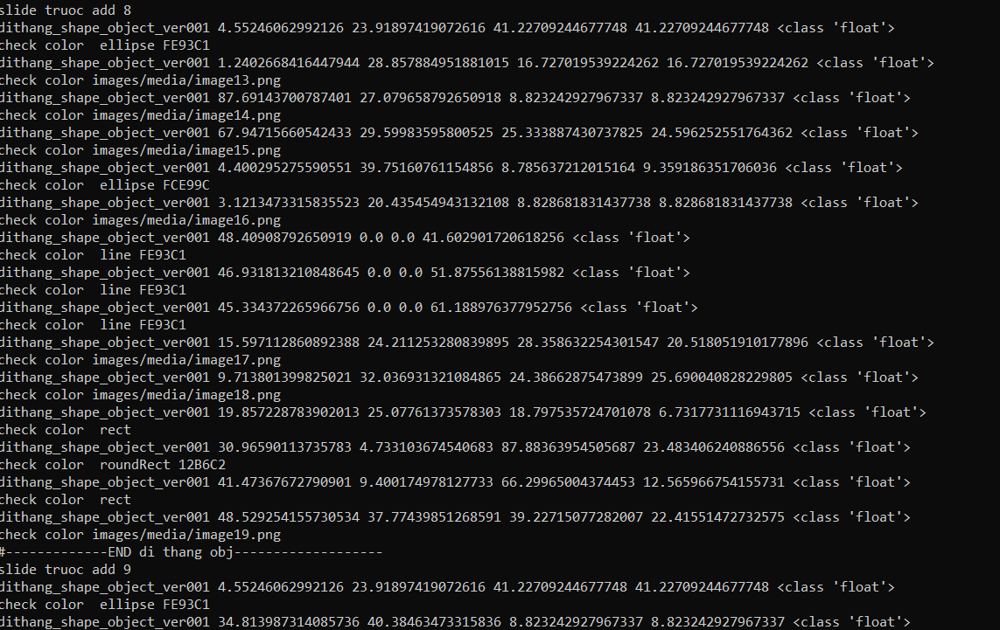 slide truoc add 8
dithang_shape_object_ver001 4.55246062992126 23.91897419072616 41.22709244677748 41.22709244677748 <class 'float'>
check color  ellipse FE93C1
dithang_shape_object_ver001 1.2402668416447944 28.857884951881015 16.727019539224262 16.727019539224262 <class 'float'>
check color images/media/image13.png
dithang_shape_object_ver001 87.69143700787401 27.079658792650918 8.823242927967337 8.823242927967337 <class 'float'>
check color images/media/image14.png
dithang_shape_object_ver001 67.94715660542433 29.59983595800525 25.333887430737825 24.596252551764362 <class 'float'>
check color images/media/image15.png
dithang_shape_object_ver001 4.400295275590551 39.75160761154856 8.785637212015164 9.359186351706036 <class 'float'>
check color  ellipse FCE99C
dithang_shape_object_ver001 3.1213473315835523 20.435454943132108 8.828681831437738 8.828681831437738 <class 'float'>
check color images/media/image16.png
dithang_shape_object_ver001 48.40908792650919 0.0 0.0 41.602901720618256 <class 'float'>
check color  line FE93C1
dithang_shape_object_ver001 46.931813210848645 0.0 0.0 51.87556138815982 <class 'float'>
check color  line FE93C1
dithang_shape_object_ver001 45.334372265966756 0.0 0.0 61.188976377952756 <class 'float'>
check color  line FE93C1
dithang_shape_object_ver001 15.597112860892388 24.211253280839895 28.358632254301547 20.518051910177896 <class 'float'>
check color images/media/image17.png
dithang_shape_object_ver001 9.713801399825021 32.036931321084865 24.38662875473899 25.690040828229805 <class 'float'>
check color images/media/image18.png
dithang_shape_object_ver001 19.857228783902013 25.07761373578303 18.797535724701078 6.7317731116943715 <class 'float'>
check color  rect
dithang_shape_object_ver001 30.96590113735783 4.733103674540683 87.88363954505687 23.483406240886556 <class 'float'>
check color  roundRect 12B6C2
dithang_shape_object_ver001 41.47367672790901 9.400174978127733 66.29965004374453 12.565966754155731 <class 'float'>
check color  rect
dithang_shape_object_ver001 48.529254155730534 37.77439851268591 39.22715077282007 22.41551472732575 <class 'float'>
check color images/media/image19.png
#-------------END di thang obj-------------------
slide truoc add 9
dithang_shape_object_ver001 4.55246062992126 23.91897419072616 41.22709244677748 41.22709244677748 <class 'float'>
check color  ellipse FE93C1
dithang_shape_object_ver001 34.813987314085736 40.38463473315836 8.823242927967337 8.823242927967337 <class 'float'>